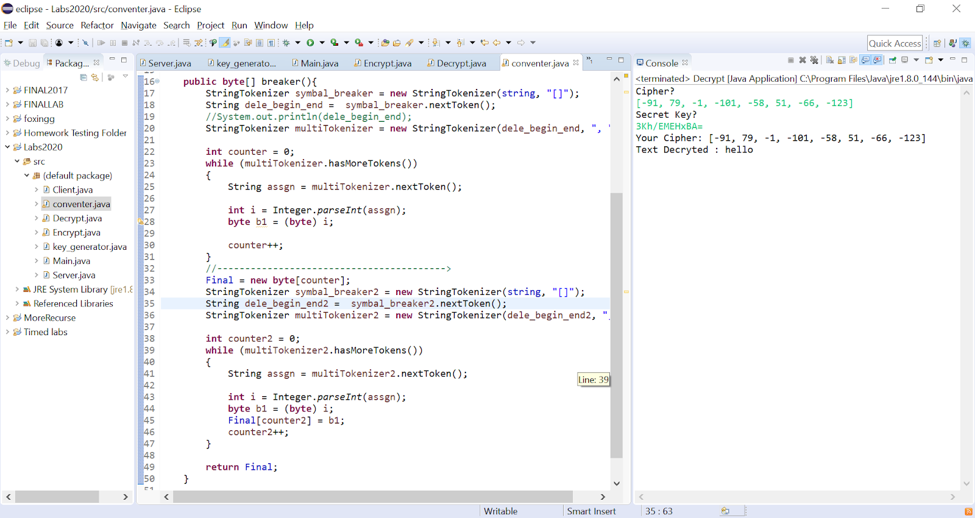 eclipse - Labs2020/src/conventer.java - Eclipse
File Edit Source Refactor Navigate Search Project Run Window Help
Quick Access
Debug Packag...
FINAL2017
FINALLAB
foxingg
Homework Testing Folder
Labs2020
src
(default package)
Client.java
conventer.java
Decrypt.java
Encrypt.java
key_generator.java
Main.java
Server.java
JRE System Library [jre1.8
Referenced Libraries
MoreRecurse
Timed labs
Server.java key_generato... Main.java Encrypt.java Decrypt.java conventer.java
16 public byte[] breaker(){
17 StringTokenizer symbal_breaker = new StringTokenizer(string, "[]");
18 String dele_begin_end = symbal_breaker.nextToken();
19 //System.out.println(dele_begin_end);
20 StringTokenizer multiTokenizer = new StringTokenizer(dele_begin_end, ", "
21
22 int counter = 0;
23 while (multiTokenizer.hasMoreTokens())
24 {
25 String assgn = multiTokenizer.nextToken();
26
27 int i = Integer.parseInt(assgn);
28 byte b1 = (byte) i;
29
30 counter++;
31 }
32 //---------------------------------------->
33 Final = new byte[counter];
34 StringTokenizer symbal_breaker2 = new StringTokenizer(string, "[]");
35 String dele_begin_end2 = symbal_breaker2.nextToken();
36 StringTokenizer multiTokenizer2 = new StringTokenizer(dele_begin_end2, ",
37
38 int counter2 = 0;
39 while (multiTokenizer2.hasMoreTokens())
40 {
41 String assgn = multiTokenizer2.nextToken();
42
43 int i = Integer.parseInt(assgn);
44 byte b1 = (byte) i;
45 Final[counter2] = b1;
46 counter2++;
47 }
48
49 return Final;
50 }
Line: 39
Console
<terminated> Decrypt [Java Application] C:\Program Files\Java\jre1.8.0_144\bin\java
Cipher?
[-91, 79, -1, -101, -58, 51, -66, -123]
Secret Key?
3Kh/EMEHxBA=
Your Cipher: [-91, 79, -1, -101, -58, 51, -66, -123]
Text Decryted : hello
Writable Smart Insert 35 : 63